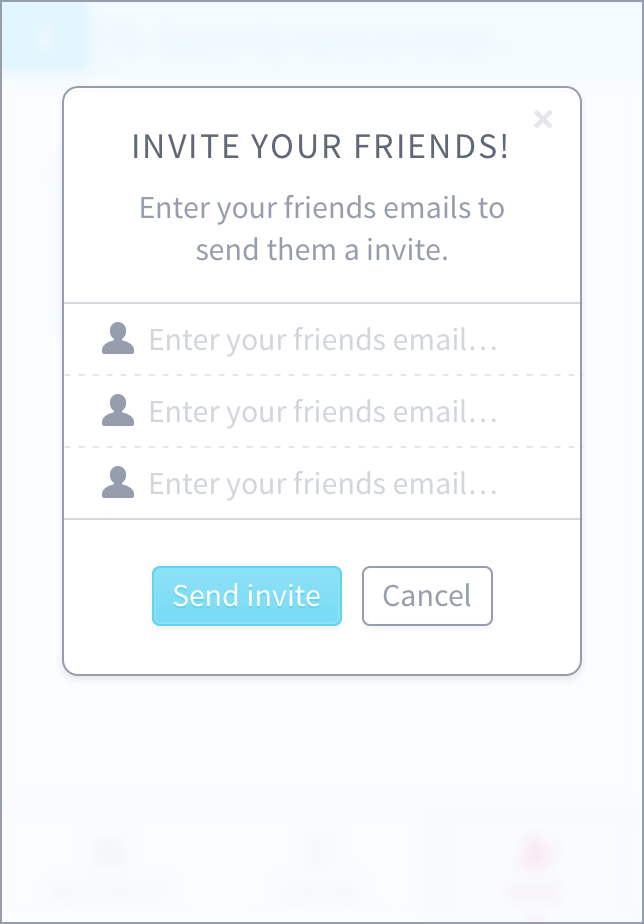 INVITE YOUR FRIENDS!
Enter your friends emails to
send them a invite.
Enter your friends email...
Enter your friends email...
Enter your friends email...
Send invite Cancel